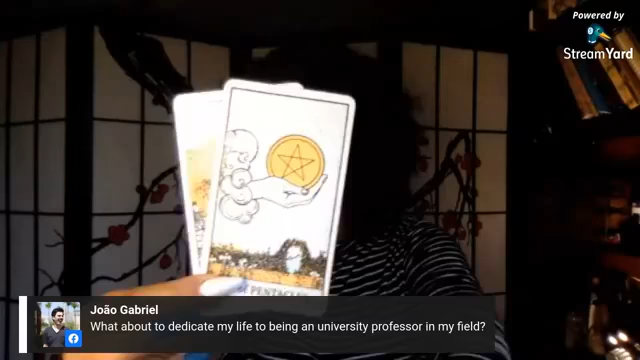 Powered by
StreamYard
PENTACLES
João Gabriel
What about to dedicate my life to being an university professor in my field?